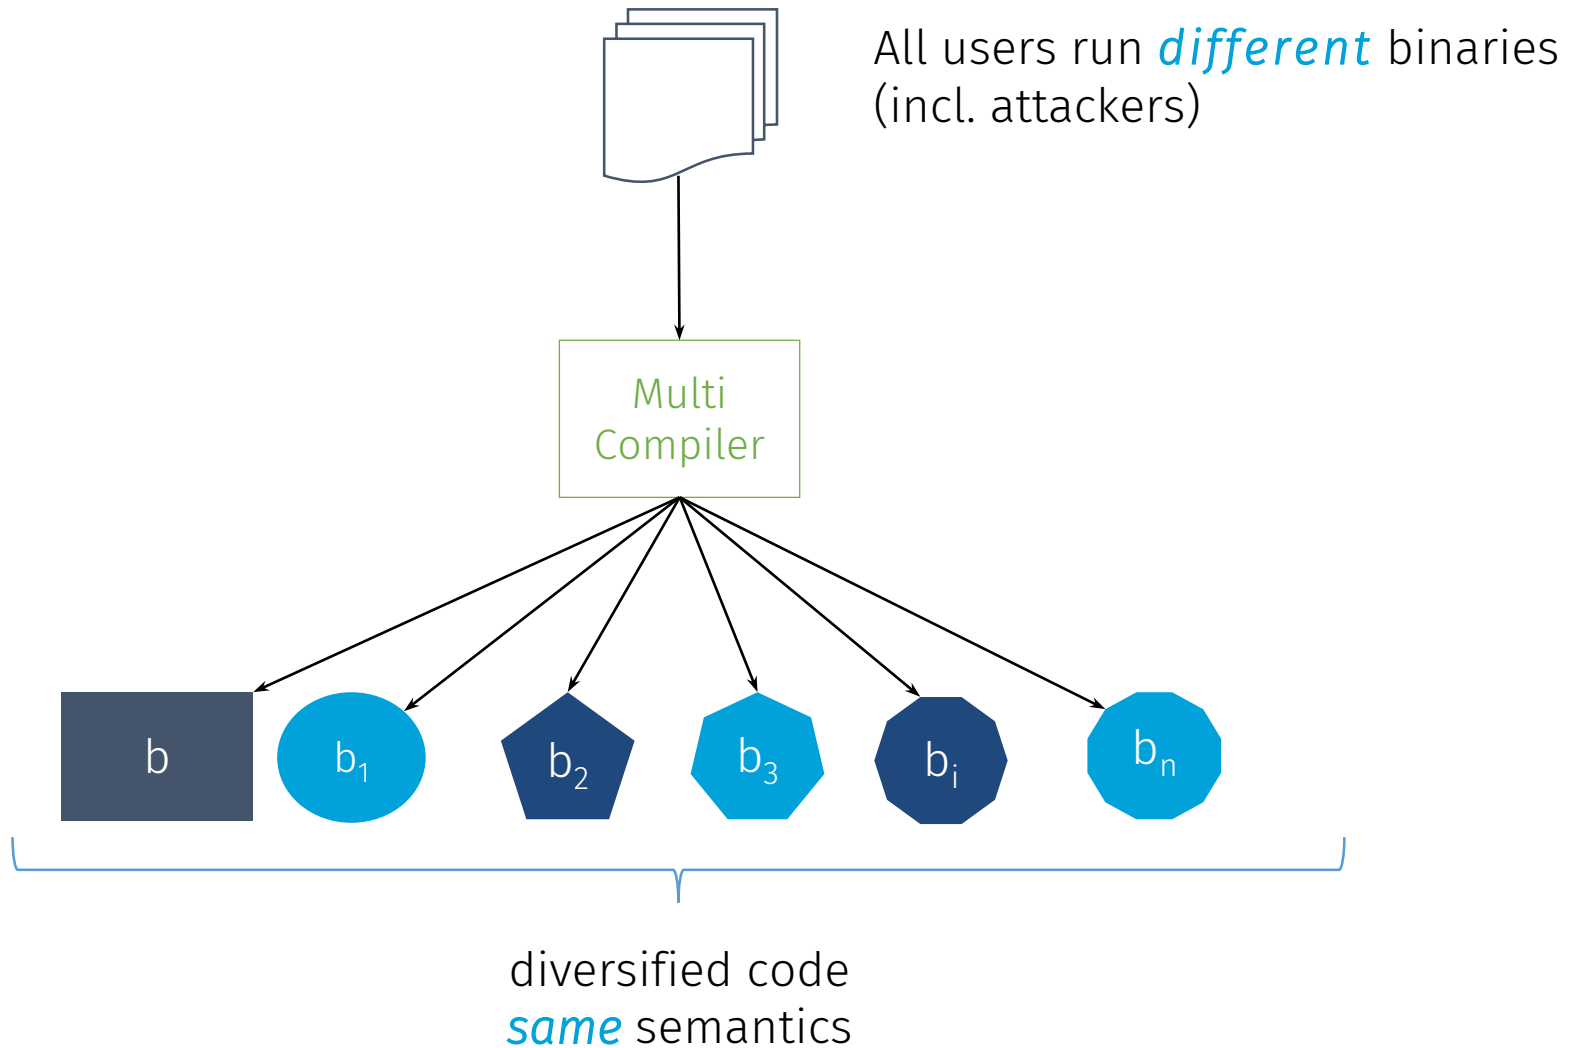 All users run different binaries
(incl. attackers)
Multi
Compiler
b
b₁
b₂
b₃
bᵢ
bₙ
diversified code
same semantics